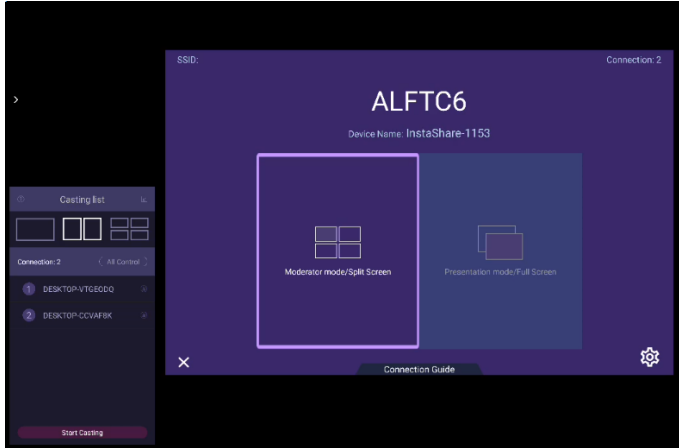 SSID:
Connection: 2
ALFTC6
Device Name: InstaShare-1153
Moderator mode/Split Screen
Presentation mode/Full Screen
Connection Guide
Casting list
Connection: 2
All Control
1 DESKTOP-VTGECDQ
2 DESKTOP-CCVAF8K
Start Casting